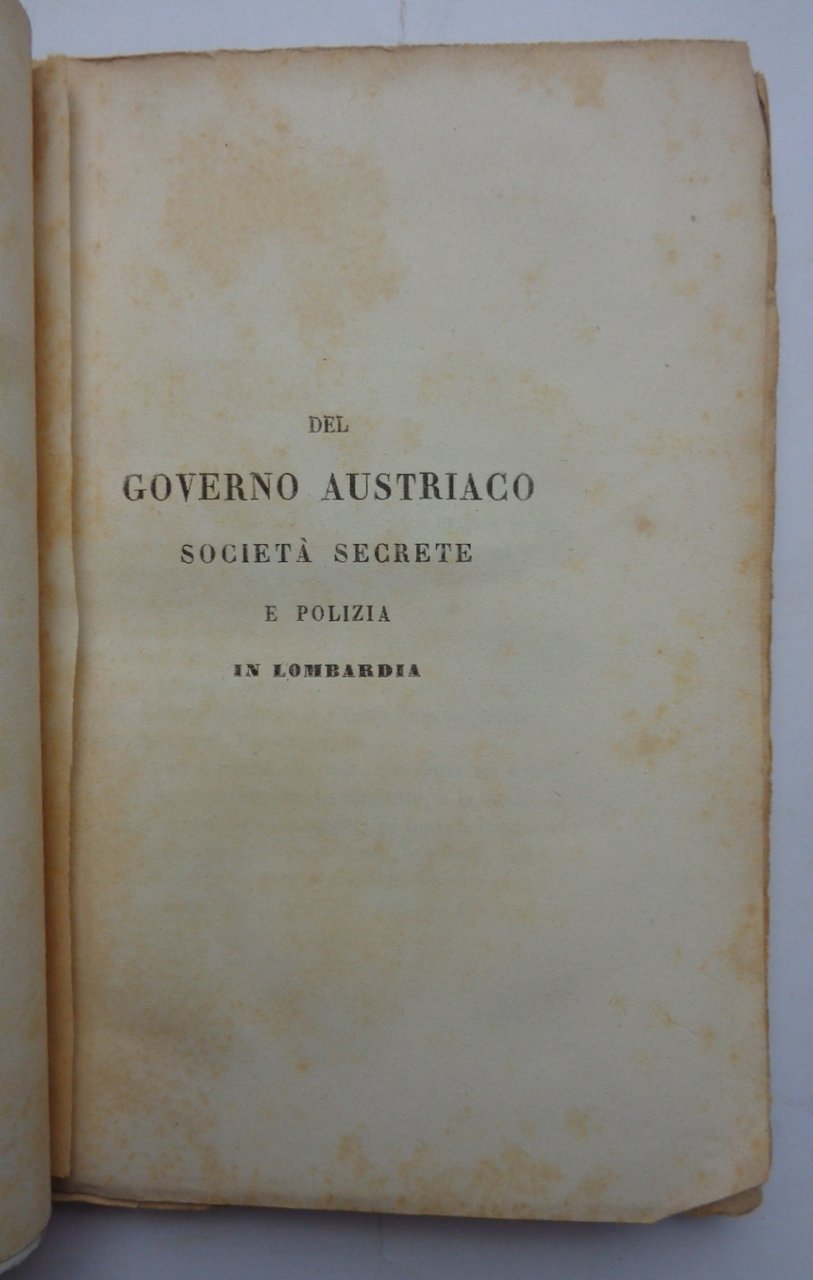 DEL
GOVERNO AUSTRIACO
SOCIETÀ SECRETE
E POLIZIA
IN LOMBARDIA